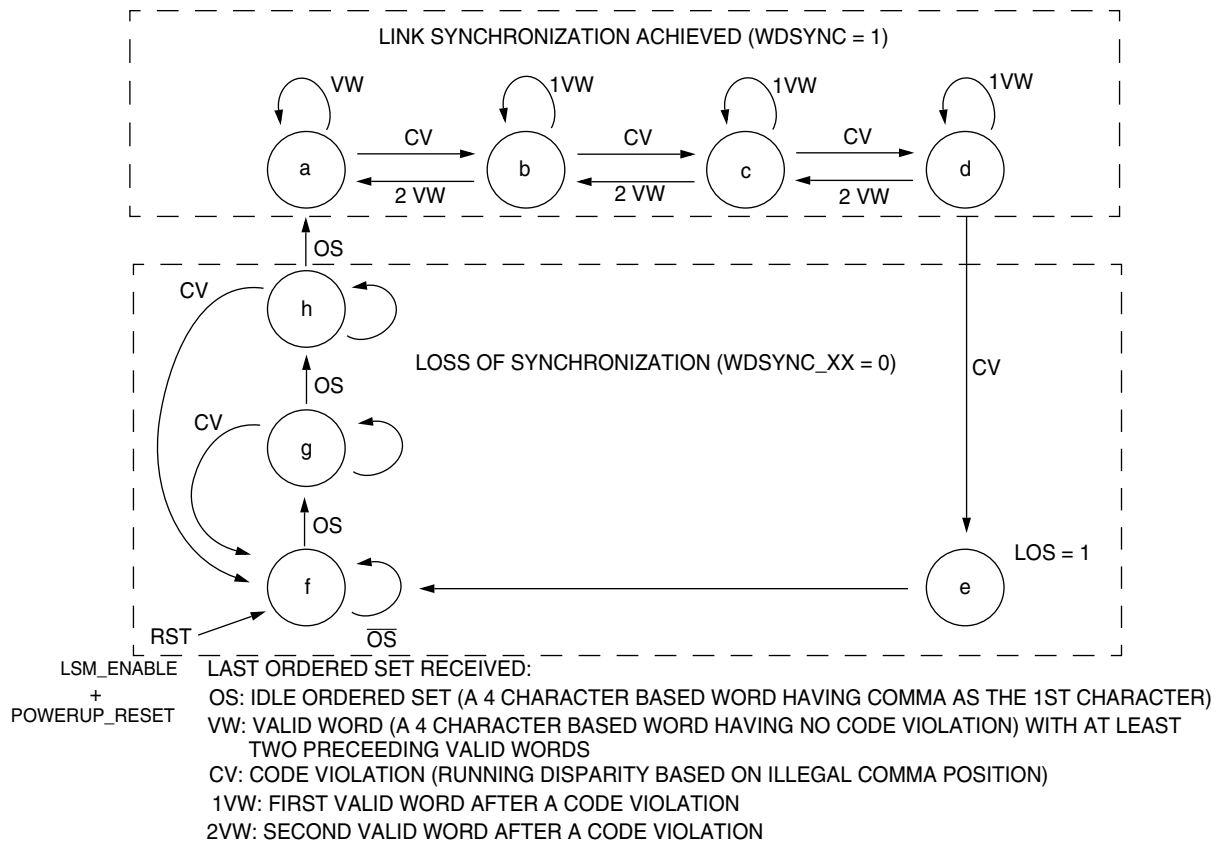 LINK SYNCHRONIZATION ACHIEVED (WDSYNC = 1)
VW
1VW
1VW
1VW
CV
CV
CV
a
b
c
d
2 VW
2 VW
2 VW
OS
CV
h
LOSS OF SYNCHRONIZATION (WDSYNC_XX = 0)
CV
OS
CV
g
OS
LOS = 1
f
e
RST
OS
LSM_ENABLE
+
POWERUP_RESET
LAST ORDERED SET RECEIVED:
OS: IDLE ORDERED SET (A 4 CHARACTER BASED WORD HAVING COMMA AS THE 1ST CHARACTER)
VW: VALID WORD (A 4 CHARACTER BASED WORD HAVING NO CODE VIOLATION) WITH AT LEAST
TWO PRECEEDING VALID WORDS
CV: CODE VIOLATION (RUNNING DISPARITY BASED ON ILLEGAL COMMA POSITION)
1VW: FIRST VALID WORD AFTER A CODE VIOLATION
2VW: SECOND VALID WORD AFTER A CODE VIOLATION